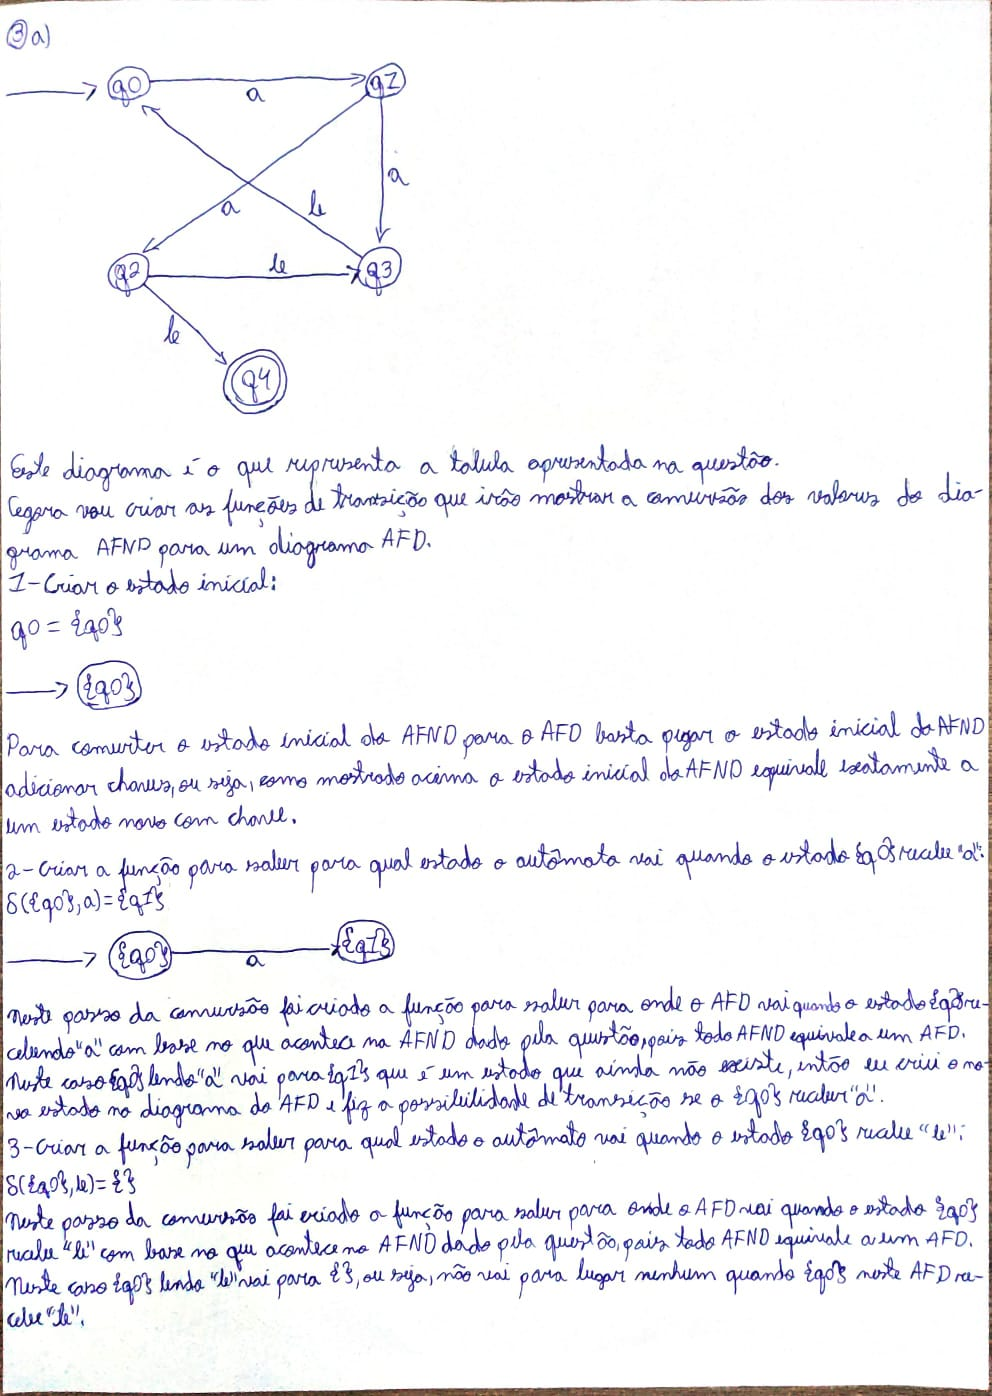 3 a)
q0 a q1
a
a b
q2 b q3
b
q4
Este diagrama é o que representa a tabela apresentada na questão.
Agora vou criar as funções de transição que irão mostrar a conversão dos valores do dia-
grama AFND para um diagrama AFD.
1-Criar o estado inicial:
q0 = {q0}
{q0}
Para converter o estado inicial do AFND para o AFD basta pegar o estado inicial do AFND
adicionar chaves, ou seja, como mostrado acima o estado inicial do AFND equivale exatamente a
um estado novo com chave.
2-Criar a função para saber para qual estado o autômato vai quando o estado {q0} recebe "a":
δ({q0},a)={q1}
{q0} a {q1}
Neste passo da conversão foi criado a função para saber para onde o AFD vai quando o estado {q0} re-
cebendo "a" com base no que acontece na AFND dado pela questão, pois todo AFND equivale a um AFD.
Neste caso {q0} lendo "a" vai para {q1} que é um estado que ainda não existe, então eu criei o no-
vo estado no diagrama do AFD e fiz a possibilidade de transição se o {q0} receber "a".
3-Criar a função para saber para qual estado o autômato vai quando o estado {q0} recebe "b":
δ({q0},b)={}
Neste passo da conversão foi criado a função para saber para onde o AFD vai quando o estado {q0}
recebe "b" com base no que acontece no AFND dado pela questão, pois todo AFND equivale a um AFD.
Neste caso {q0} lendo "b" vai para {}, ou seja, não vai para lugar nenhum quando {q0} neste AFD re-
cebe "b".